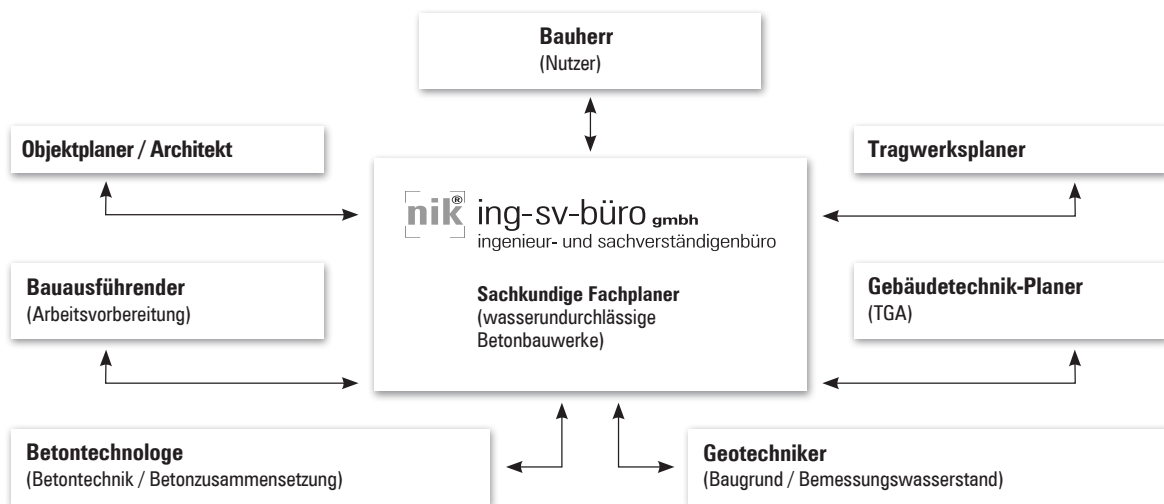 Bauherr
(Nutzer)
Objektplaner / Architekt
Tragwerksplaner
nik® ing-sv-büro gmbh
ingenieur- und sachverständigenbüro
Sachkundige Fachplaner
(wasserundurchlässige
Betonbauwerke)
Bauausführender
(Arbeitsvorbereitung)
Gebäudetechnik-Planer
(TGA)
Betontechnologe
(Betontechnik / Betonzusammensetzung)
Geotechniker
(Baugrund / Bemessungswasserstand)